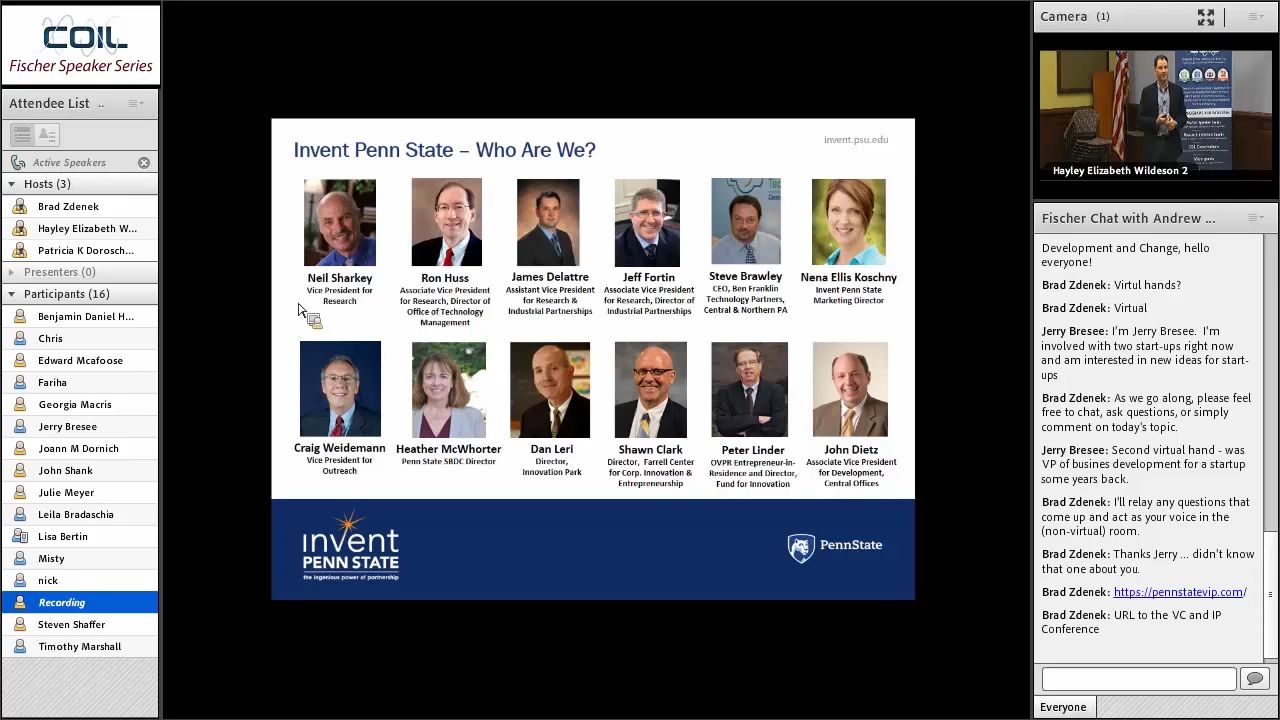 COIL
Fischer Speaker Series
Attendee List ..
Active Speakers
Hosts (3)
Brad Zdenek
Hayley Elizabeth W...
Patricia K Dorosch...
Presenters (0)
Participants (16)
Benjamin Daniel H...
Chris
Edward Mcafoose
Fariha
Georgia Macris
Jerry Bresee
Joann M Dornich
John Shank
Julie Meyer
Leila Bradaschia
Lisa Bertin
Misty
nick
Recording
Steven Shaffer
Timothy Marshall
invent.psu.edu
Invent Penn State – Who Are We?
Neil Sharkey
Vice President for
Research
Ron Huss
Associate Vice President
for Research, Director of
Office of Technology
Management
James Delattre
Assistant Vice President
for Research &
Industrial Partnerships
Jeff Fortin
Associate Vice President
for Research, Director of
Industrial Partnerships
Steve Brawley
CEO, Ben Franklin
Technology Partners,
Central & Northern PA
Nena Ellis Koschny
Invent Penn State
Marketing Director
Craig Weidemann
Vice President for
Outreach
Heather McWhorter
Penn State SBDC Director
Dan Leri
Director,
Innovation Park
Shawn Clark
Director, Farrell Center
for Corp. Innovation &
Entrepreneurship
Peter Linder
OVPR Entrepreneur-in-
Residence and Director,
Fund for Innovation
John Dietz
Associate Vice President
for Development,
Central Offices
invent
PENN STATE
the ingenious power of partnership
PennState
Camera (1)
Hayley Elizabeth Wildeson 2
Fischer Chat with Andrew ...
Development and Change, hello
everyone!
Brad Zdenek: Virtul hands?
Brad Zdenek: Virtual
Jerry Bresee: I'm Jerry Bresee. I'm
involved with two start-ups right now
and am interested in new ideas for start-
ups
Brad Zdenek: As we go along, please feel
free to chat, ask questions, or simply
comment on today's topic.
Jerry Bresee: Second virtual hand - was
VP of busines development for a startup
some years back.
Brad Zdenek: I'll relay any questions that
come up and act as your voice in the
(non-virtual) room.
Brad Zdenek: Thanks Jerry ... didn't know
that one about you.
Brad Zdenek: https://pennstatevip.com/
Brad Zdenek: URL to the VC and IP
Conference
Everyone